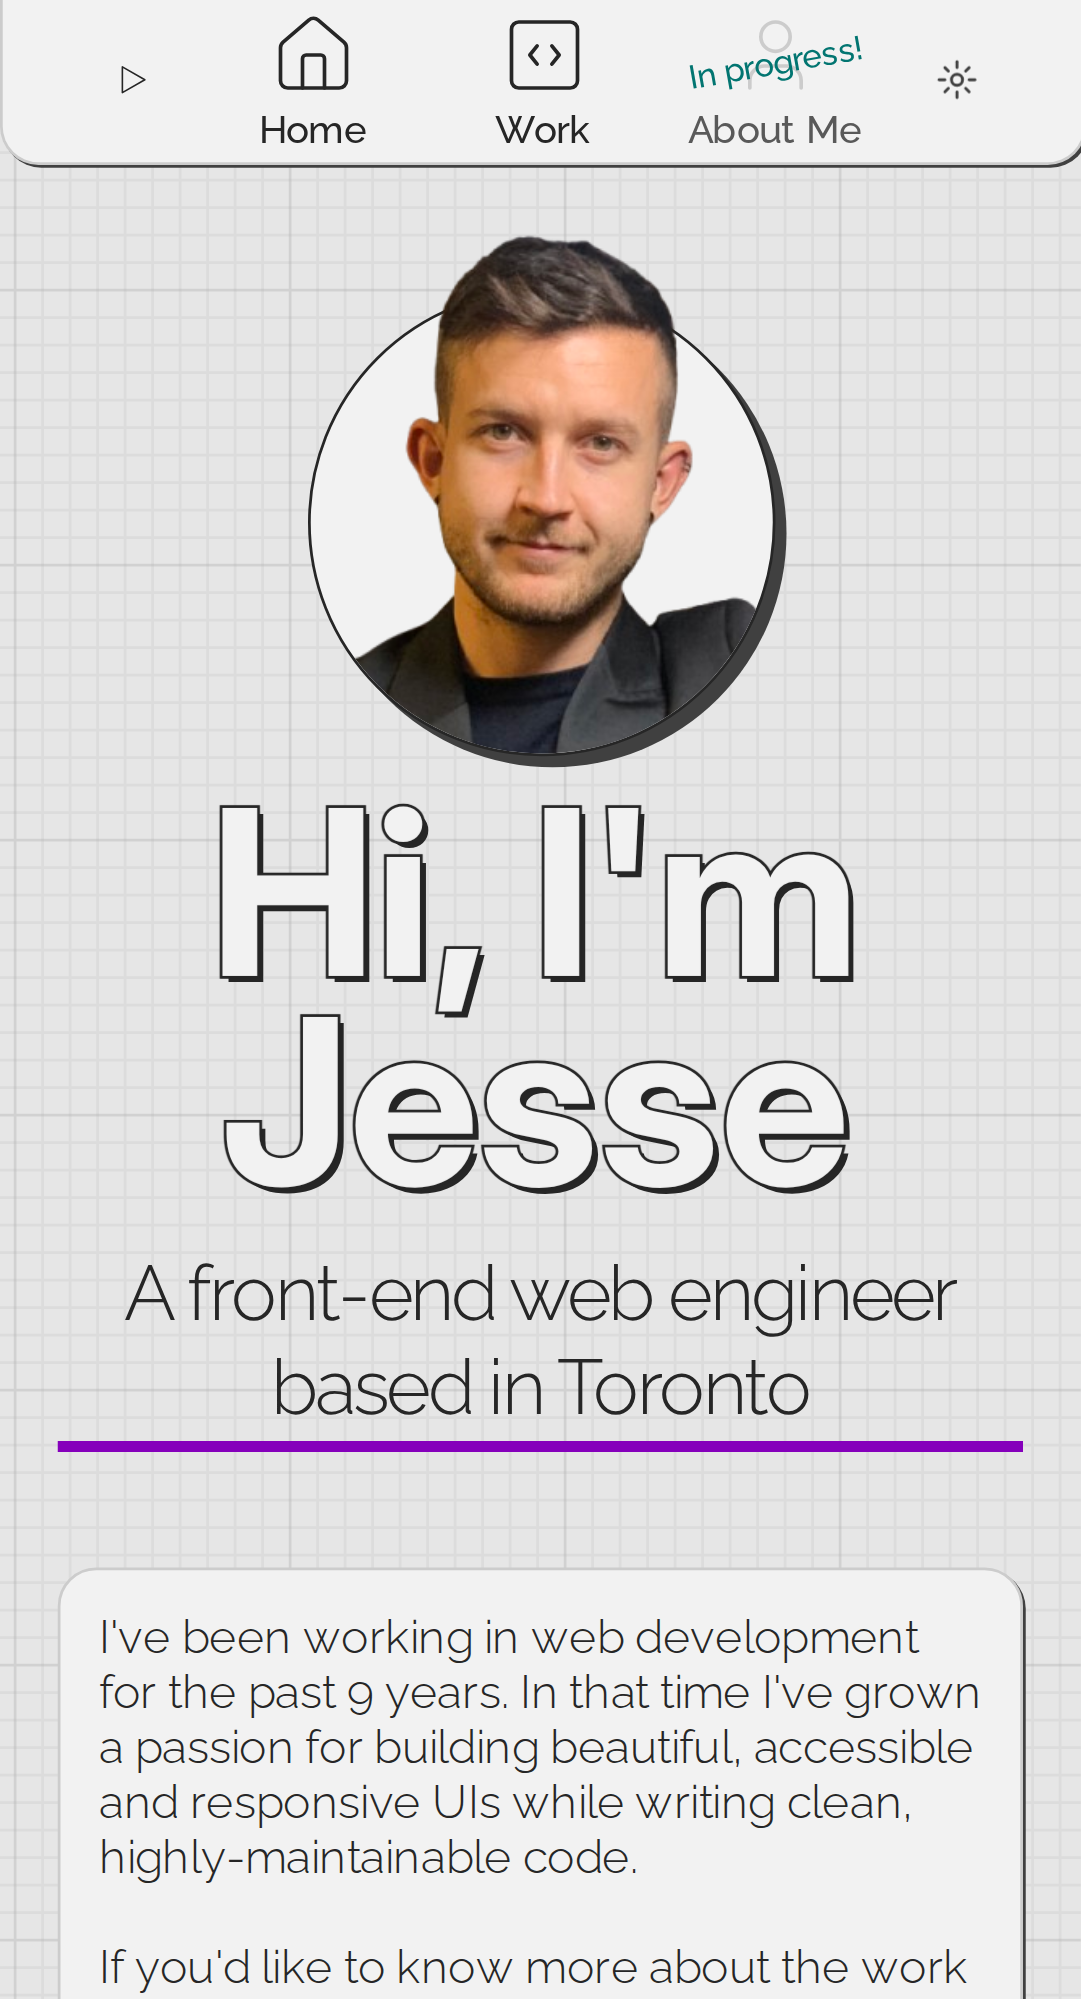 Home
Work
In progress!
About Me
Hi, I'm
Jesse
A front-end web engineer
based in Toronto
I've been working in web development
for the past 9 years. In that time I've grown
a passion for building beautiful, accessible
and responsive UIs while writing clean,
highly-maintainable code.
If you'd like to know more about the work